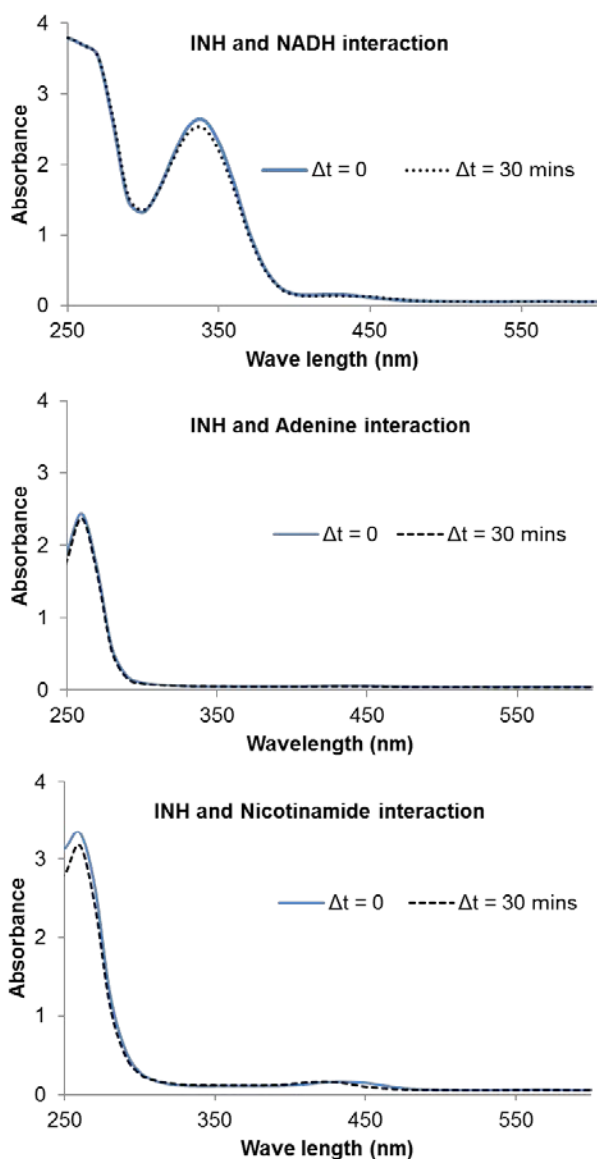 INH and NADH interaction
4
3
2
1
0
Absorbance
Δt = 0 Δt = 30 mins
250 350 450 550
Wave length (nm)
INH and Adenine interaction
4
3
2
1
0
Absorbance
Δt = 0 Δt = 30 mins
250 350 450 550
Wavelength (nm)
INH and Nicotinamide interaction
4
3
2
1
0
Absorbance
Δt = 0 Δt = 30 mins
250 350 450 550
Wave length (nm)